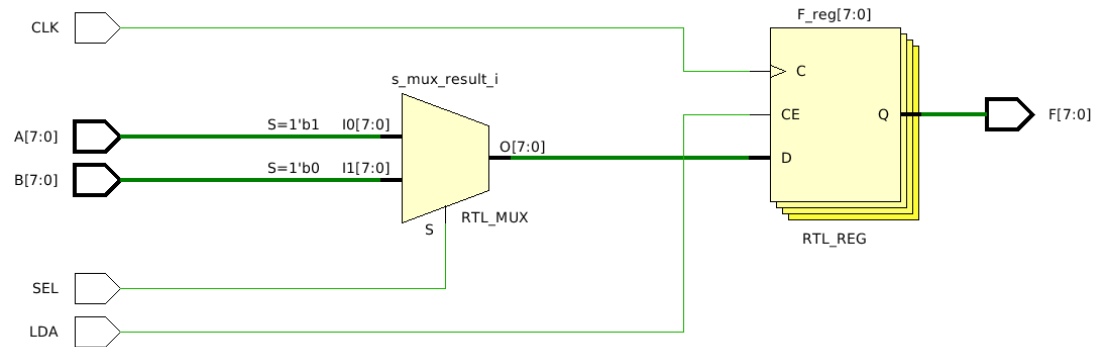 F_reg[7:0]
CLK
s_mux_result_i
C
S=1'b1 I0[7:0]
CE
Q
F[7:0]
A[7:0]
O[7:0]
D
S=1'b0 I1[7:0]
B[7:0]
RTL_MUX
S
RTL_REG
SEL
LDA